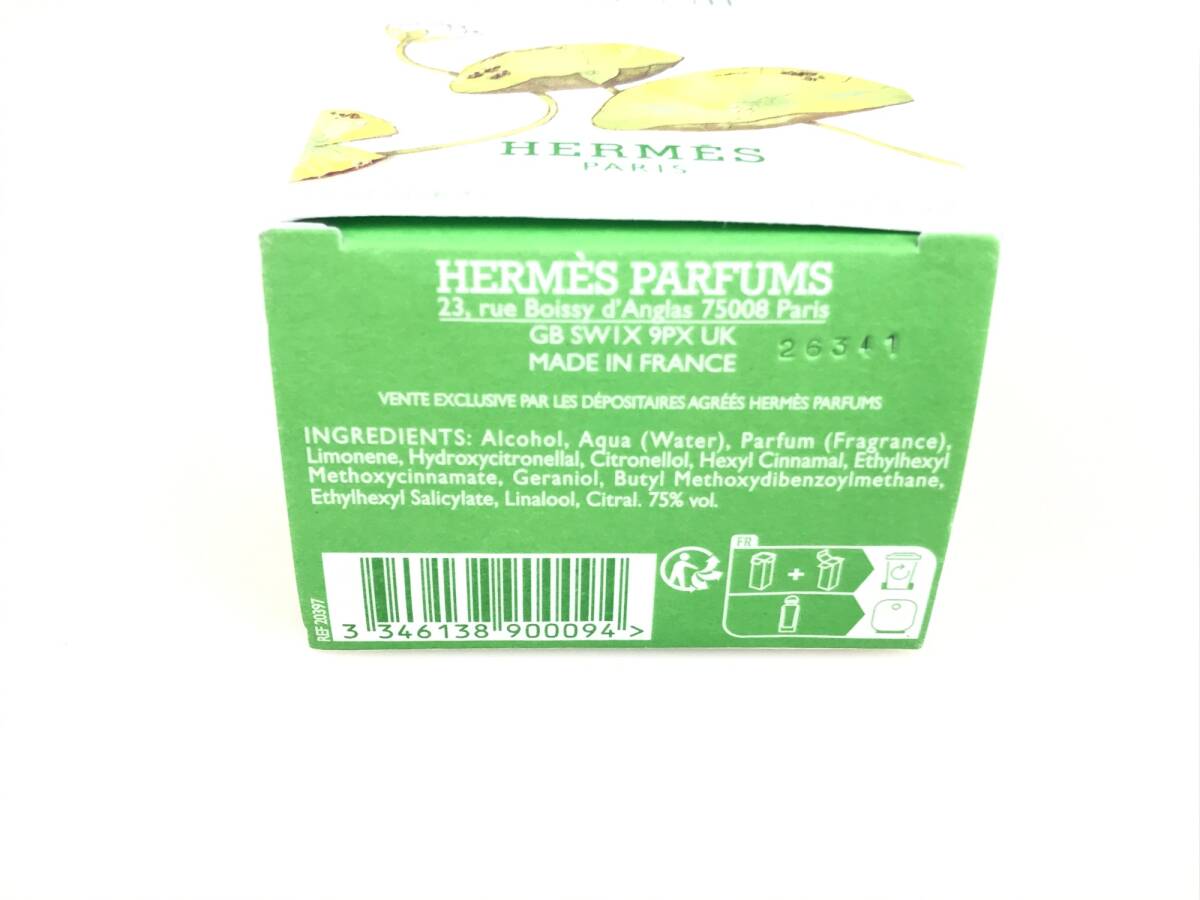 HERMÈS
PARIS
HERMÈS PARFUMS
23, rue Boissy d'Anglas 75008 Paris
GB SW1X 9PX UK
26341
MADE IN FRANCE
VENTE EXCLUSIVE PAR LES DÉPOSITAIRES AGRÉÉS HERMÈS PARFUMS
INGREDIENTS: Alcohol, Aqua (Water), Parfum (Fragrance),
Limonene, Hydroxycitronellal, Citronellol, Hexyl Cinnamal, Ethylhexyl
Methoxycinnamate, Geraniol, Butyl Methoxydibenzoylmethane,
Ethylhexyl Salicylate, Linalool, Citral. 75% vol.
FR
+
REF 20397
3 346138 900094 >